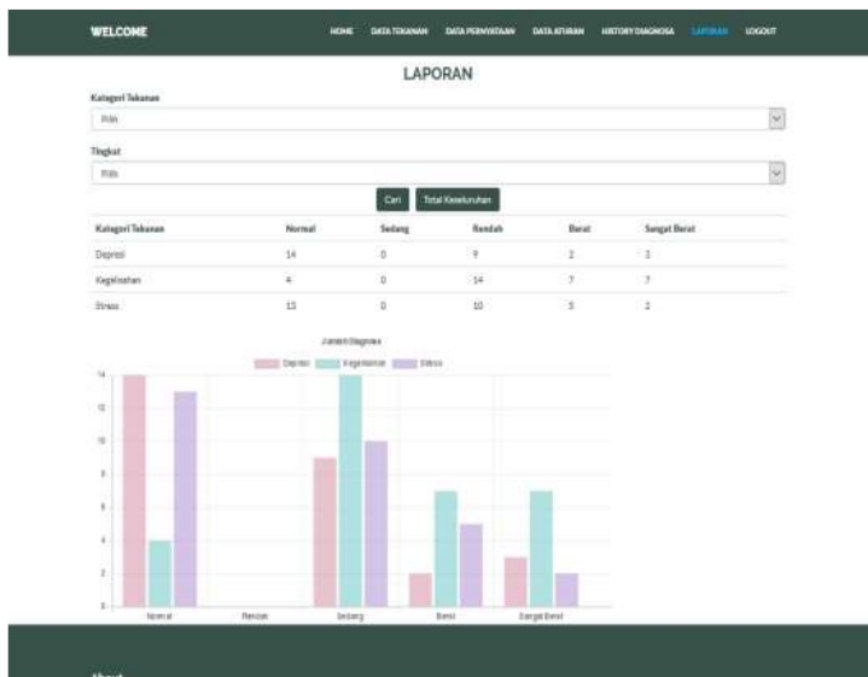 WELCOME
HOME DATA TEKANAN DATA PERNYATAAN DATA ATURAN HISTORY DIAGNOSA LAPORAN LOGOUT
LAPORAN
Kategori Tekanan
Pilih
Tingkat
Pilih
Cari Total Keseluruhan
Kategori Tekanan Normal Sedang Rendah Berat Sangat Berat
Depresi 14 0 9 2 3
Kegelisahan 4 0 14 7 7
Stress 13 0 10 5 2
Jumlah Diagnosa
Depresi Kegelisahan Stress
14
12
10
8
6
4
2
0
Normal Rendah Sedang Berat Sangat Berat
About